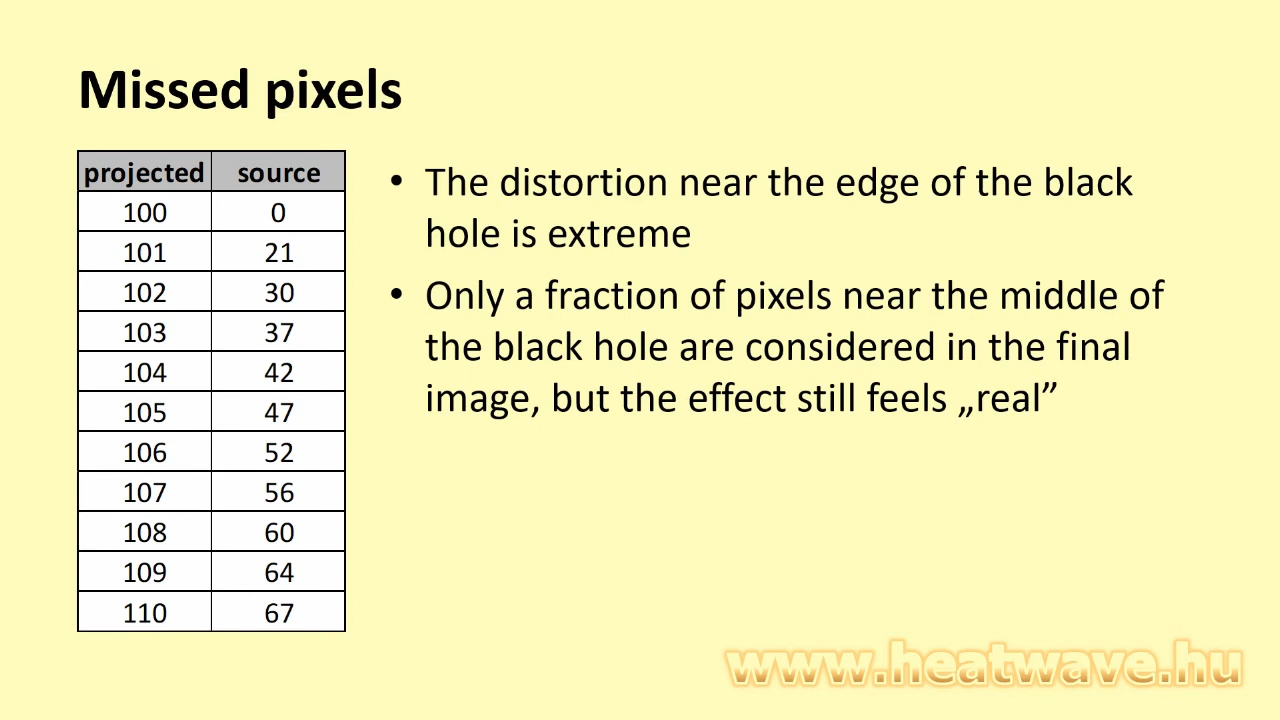 Missed pixels
projected source
100 0
101 21
102 30
103 37
104 42
105 47
106 52
107 56
108 60
109 64
110 67
• The distortion near the edge of the black
hole is extreme
• Only a fraction of pixels near the middle of
the black hole are considered in the final
image, but the effect still feels „real”
www.heatwave.hu